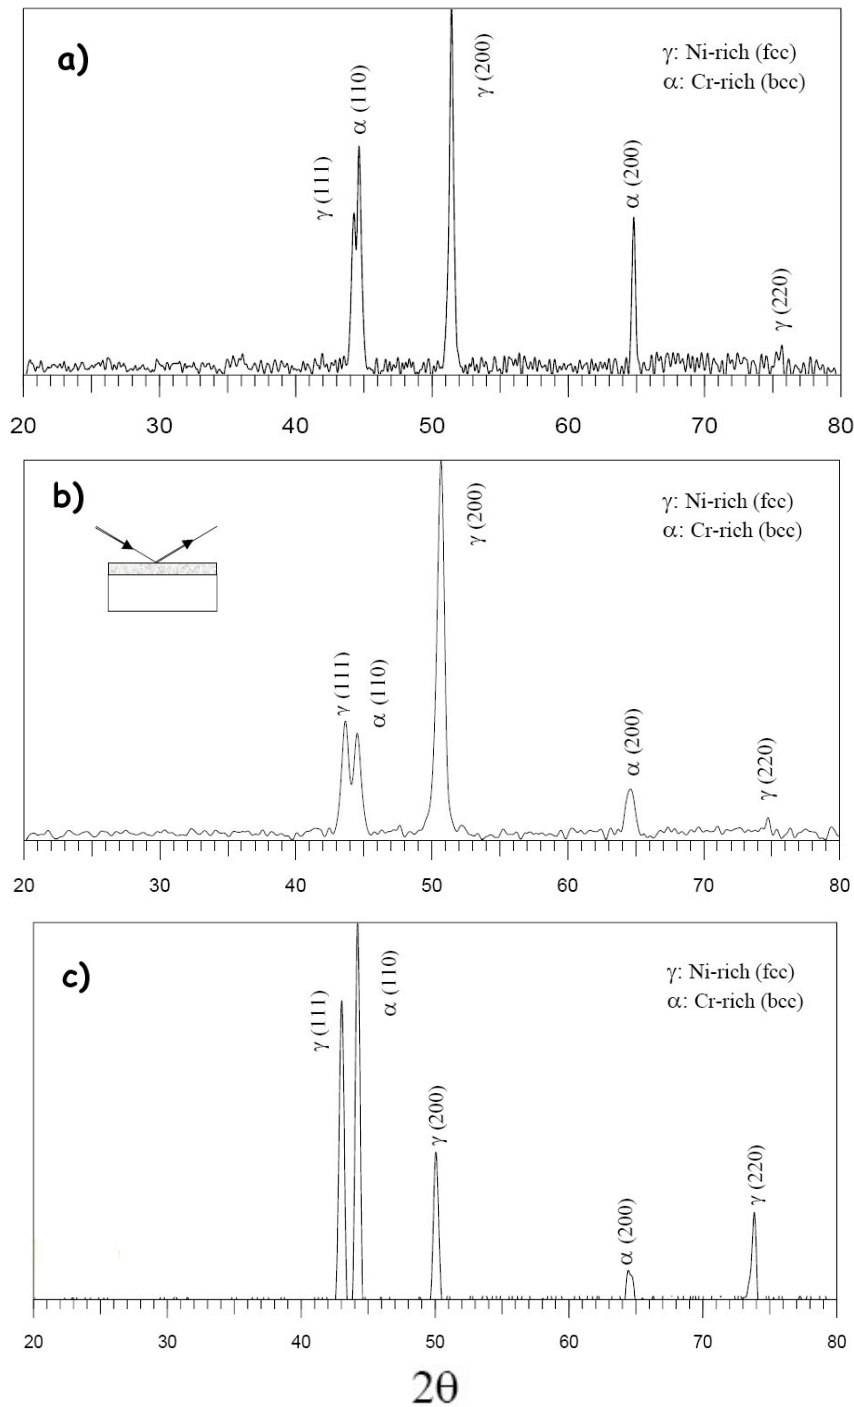 a)
γ (111)
α (110)
γ (200)
α (200)
γ (220)
γ: Ni-rich (fcc)
α: Cr-rich (bcc)
20 30 40 50 60 70 80
b)
γ (111)
α (110)
γ (200)
α (200)
γ (220)
γ: Ni-rich (fcc)
α: Cr-rich (bcc)
20 30 40 50 60 70 80
c)
γ (111)
α (110)
γ (200)
α (200)
γ (220)
γ: Ni-rich (fcc)
α: Cr-rich (bcc)
20 30 40 50 60 70 80
2θ